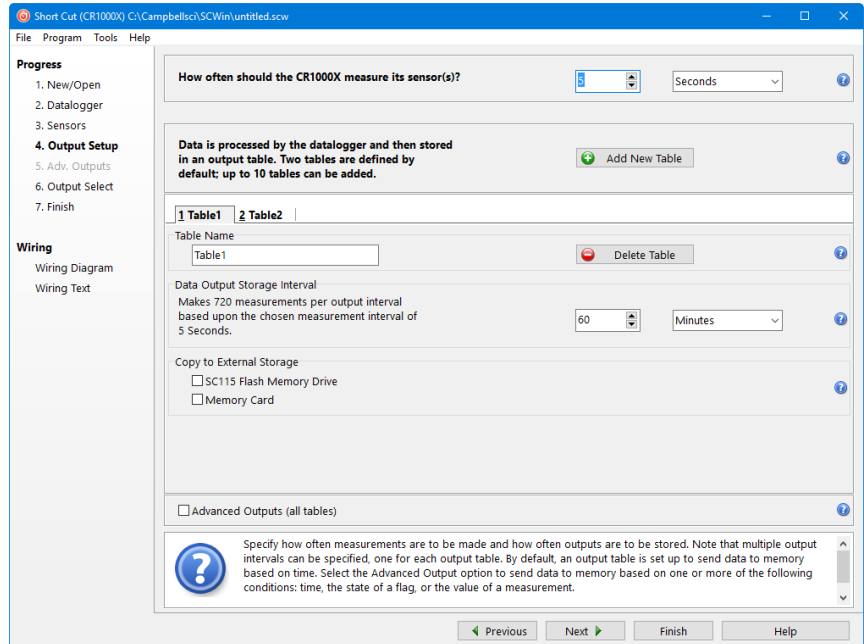 Short Cut (CR1000X) C:\Campbellsci\SCWin\untitled.scw
File Program Tools Help
Progress
1. New/Open
2. Datalogger
3. Sensors
4. Output Setup
5. Adv. Outputs
6. Output Select
7. Finish
Wiring
Wiring Diagram
Wiring Text
How often should the CR1000X measure its sensor(s)?
5
Seconds
Data is processed by the datalogger and then stored
in an output table. Two tables are defined by
default; up to 10 tables can be added.
Add New Table
1 Table1
2 Table2
Table Name
Table1
Delete Table
Data Output Storage Interval
Makes 720 measurements per output interval
based upon the chosen measurement interval of
5 Seconds.
60
Minutes
Copy to External Storage
SC115 Flash Memory Drive
Memory Card
Advanced Outputs (all tables)
Specify how often measurements are to be made and how often outputs are to be stored. Note that multiple output
intervals can be specified, one for each output table. By default, an output table is set up to send data to memory
based on time. Select the Advanced Output option to send data to memory based on one or more of the following
conditions: time, the state of a flag, or the value of a measurement.
Previous
Next
Finish
Help